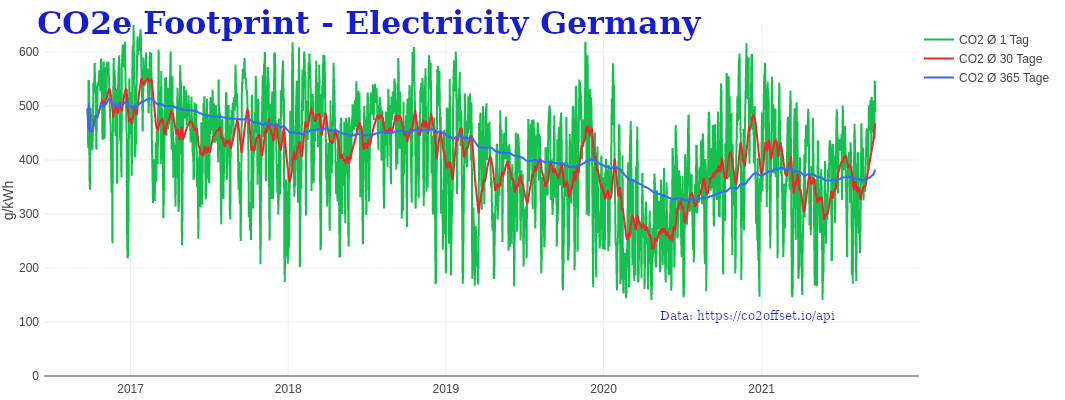 CO2e Footprint - Electricity Germany
CO2 Ø 1 Tag
CO2 Ø 30 Tage
CO2 Ø 365 Tage
g/kWh
600
500
400
300
200
100
0
Data: https://co2offset.io/api
2017 2018 2019 2020 2021